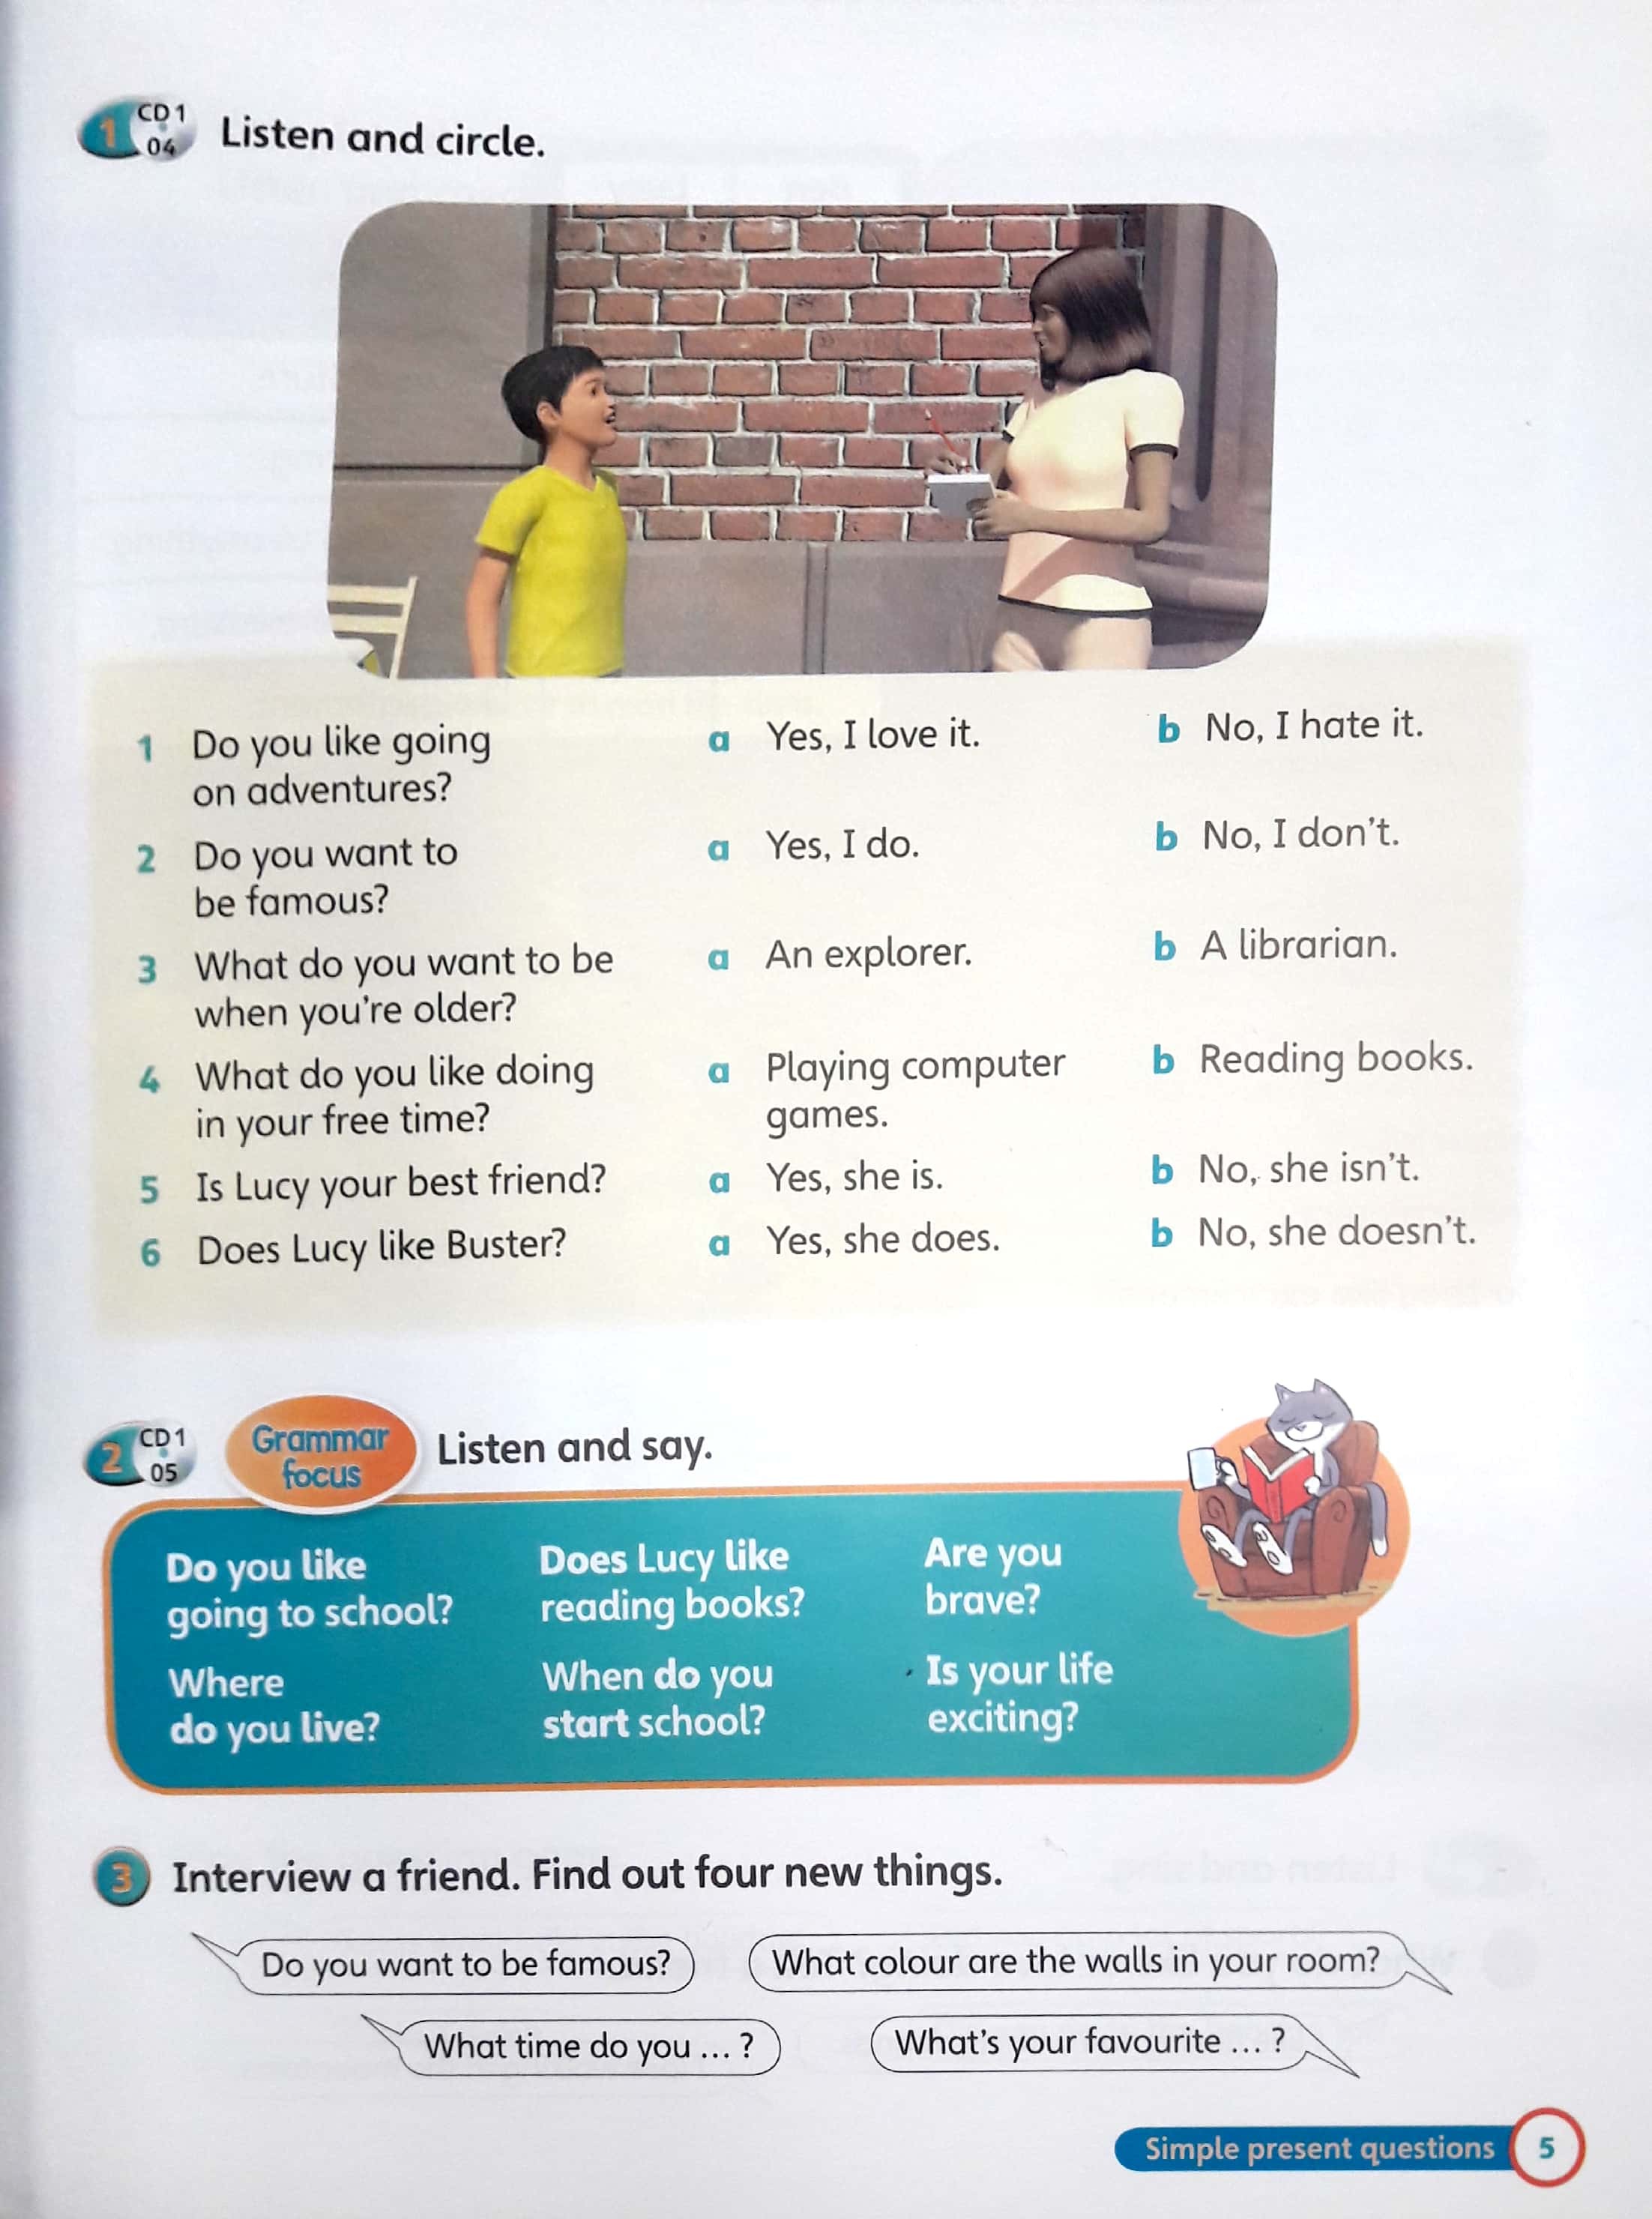 1 CD 1 04 Listen and circle.
1 Do you like going on adventures?
a Yes, I love it.
b No, I hate it.
2 Do you want to be famous?
a Yes, I do.
b No, I don't.
3 What do you want to be when you're older?
a An explorer.
b A librarian.
4 What do you like doing in your free time?
a Playing computer games.
b Reading books.
5 Is Lucy your best friend?
a Yes, she is.
b No, she isn't.
6 Does Lucy like Buster?
a Yes, she does.
b No, she doesn't.
2 CD 1 05 Grammar focus Listen and say.
Do you like going to school?
Does Lucy like reading books?
Are you brave?
Where do you live?
When do you start school?
Is your life exciting?
3 Interview a friend. Find out four new things.
Do you want to be famous?
What colour are the walls in your room?
What time do you ... ?
What's your favourite ... ?
Simple present questions 5